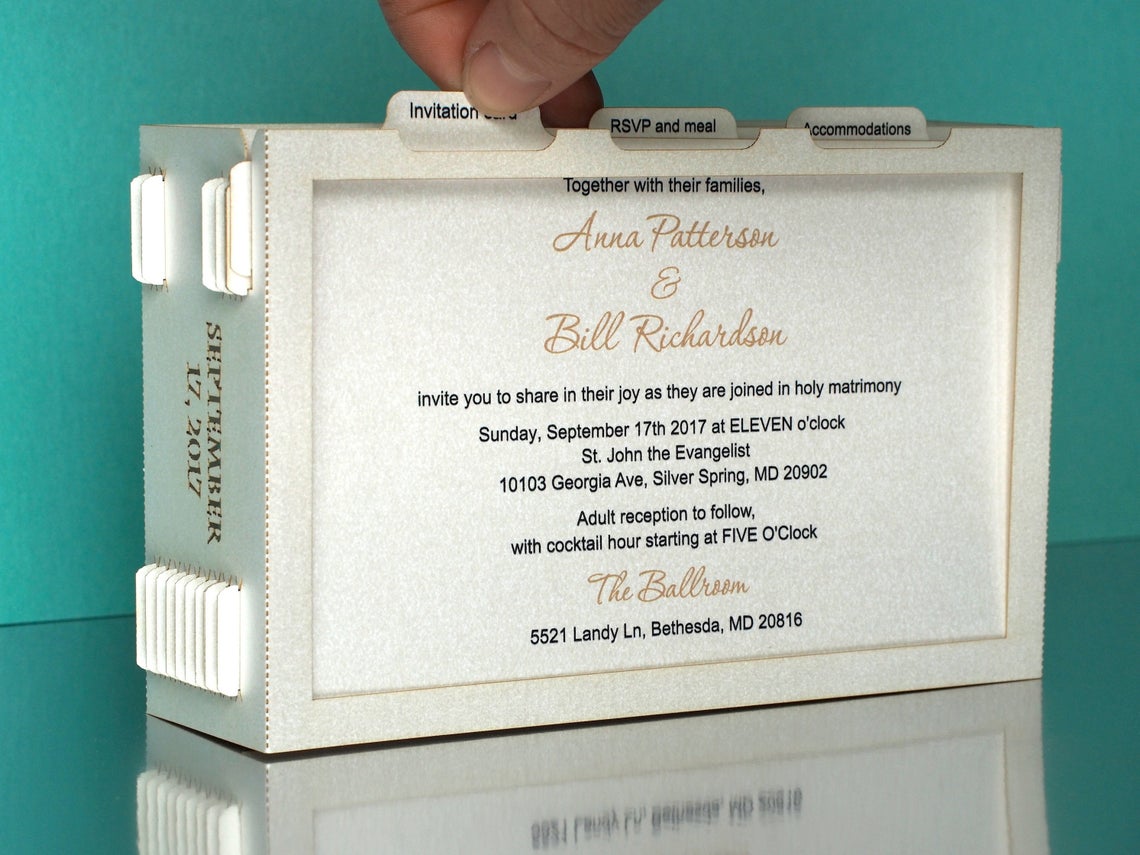 Invitation card
RSVP and meal
Accommodations
Together with their families,
Anna Patterson
&
Bill Richardson
invite you to share in their joy as they are joined in holy matrimony
Sunday, September 17th 2017 at ELEVEN o'clock
St. John the Evangelist
10103 Georgia Ave, Silver Spring, MD 20902
Adult reception to follow,
with cocktail hour starting at FIVE O'Clock
The Ballroom
5521 Landy Ln, Bethesda, MD 20816
SEPTEMBER
17, 2017